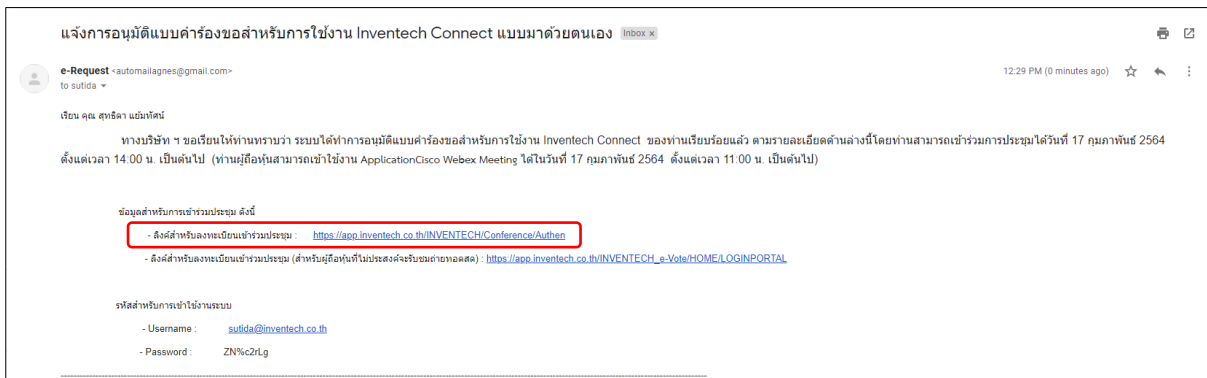 แจ้งการอนุมัติแบบคำร้องขอสำหรับการใช้งาน Inventech Connect แบบมาด้วยตนเอง Inbox x
e-Request <automailagnes@gmail.com> 12:29 PM (0 minutes ago)
to sutida
เรียน คุณ สุทธิดา แย้มทัศน์
ทางบริษัท ฯ ขอเรียนให้ท่านทราบว่า ระบบได้ทำการอนุมัติแบบคำร้องขอสำหรับการใช้งาน Inventech Connect ของท่านเรียบร้อยแล้ว ตามรายละเอียดด้านล่างนี้โดยท่านสามารถเข้าร่วมการประชุมได้วันที่ 17 กุมภาพันธ์ 2564
ตั้งแต่เวลา 14:00 น. เป็นต้นไป (ท่านผู้ถือหุ้นสามารถเข้าใช้งาน ApplicationCisco Webex Meeting ได้ในวันที่ 17 กุมภาพันธ์ 2564 ตั้งแต่เวลา 11:00 น. เป็นต้นไป)
ข้อมูลสำหรับการเข้าร่วมประชุม ดังนี้
- ลิงค์สำหรับลงทะเบียนเข้าร่วมประชุม : https://app.inventech.co.th/INVENTECH/Conference/Authen
- ลิงค์สำหรับลงทะเบียนเข้าร่วมประชุม (สำหรับผู้ถือหุ้นที่ไม่ประสงค์จะรับชมถ่ายทอดสด) : https://app.inventech.co.th/INVENTECH_e-Vote/HOME/LOGINPORTAL
รหัสสำหรับการเข้าใช้งานระบบ
- Username : sutida@inventech.co.th
- Password : ZN%c2rLg